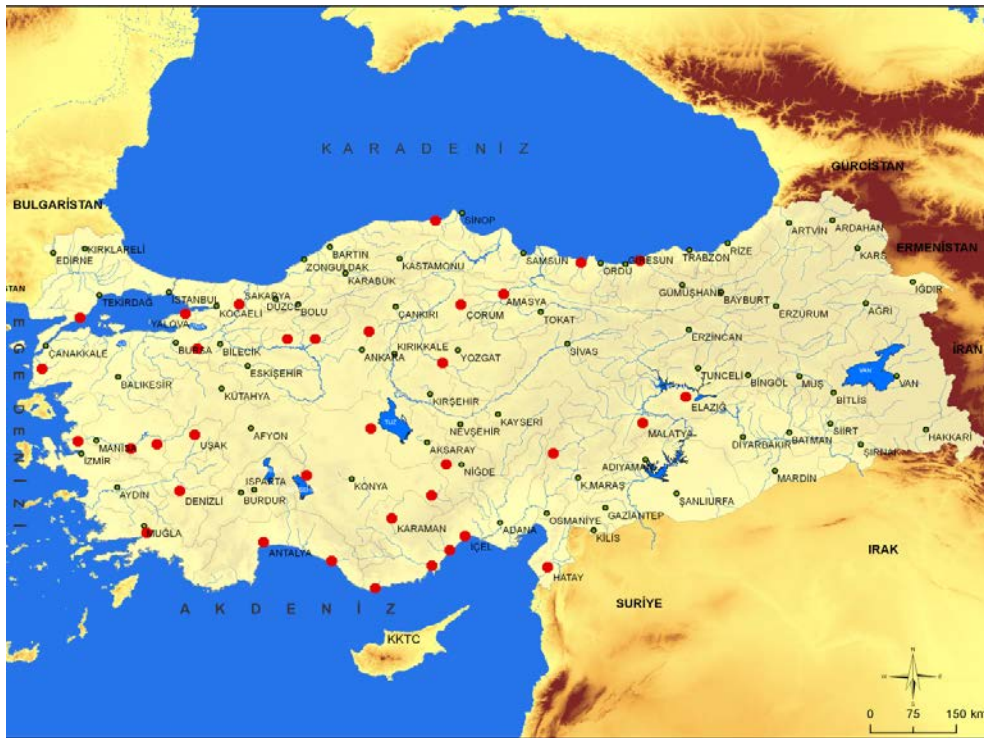 K A R A D E N İ Z
GÜRCİSTAN
BULGARİSTAN
SİNOP
ARTVİN
ARDAHAN
KIRKLARELİ
EDİRNE
BARTIN
ZONGULDAK
KASTAMONU
SAMSUN
ORDU
GİRESUN
TRABZON
RİZE
KARS
ERMENİSTAN
KARABÜK
STAN
TEKİRDAĞ
İSTANBUL
SAKARYA
KOCAELİ
DÜZCE
BOLU
ÇANKIRI
ÇORUM
AMASYA
TOKAT
GÜMÜŞHANE
BAYBURT
ERZURUM
AĞRI
IĞDIR
YALOVA
ÇANAKKALE
BURSA
BİLECİK
ANKARA
KIRIKKALE
YOZGAT
SİVAS
ERZİNCAN
İRAN
E G E D E N İ Z İ
BALIKESİR
ESKİŞEHİR
KÜTAHYA
KIRŞEHİR
TUNCELİ
BİNGÖL
MUŞ
VAN
VAN
BİTLİS
ELAZIĞ
MANİSA
İZMİR
UŞAK
AFYON
TUZ
NEVŞEHİR
KAYSERİ
MALATYA
DİYARBAKIR
BATMAN
SİİRT
ŞIRNAK
HAKKARİ
AKSARAY
NİĞDE
ADIYAMAN
MARDİN
AYDIN
DENİZLİ
ISPARTA
BURDUR
KONYA
K.MARAŞ
ŞANLIURFA
GAZİANTEP
MUĞLA
ANTALYA
KARAMAN
İÇEL
ADANA
OSMANİYE
KİLİS
HATAY
IRAK
SURİYE
A K D E N İ Z
KKTC
N
W
E
S
0 75 150 km